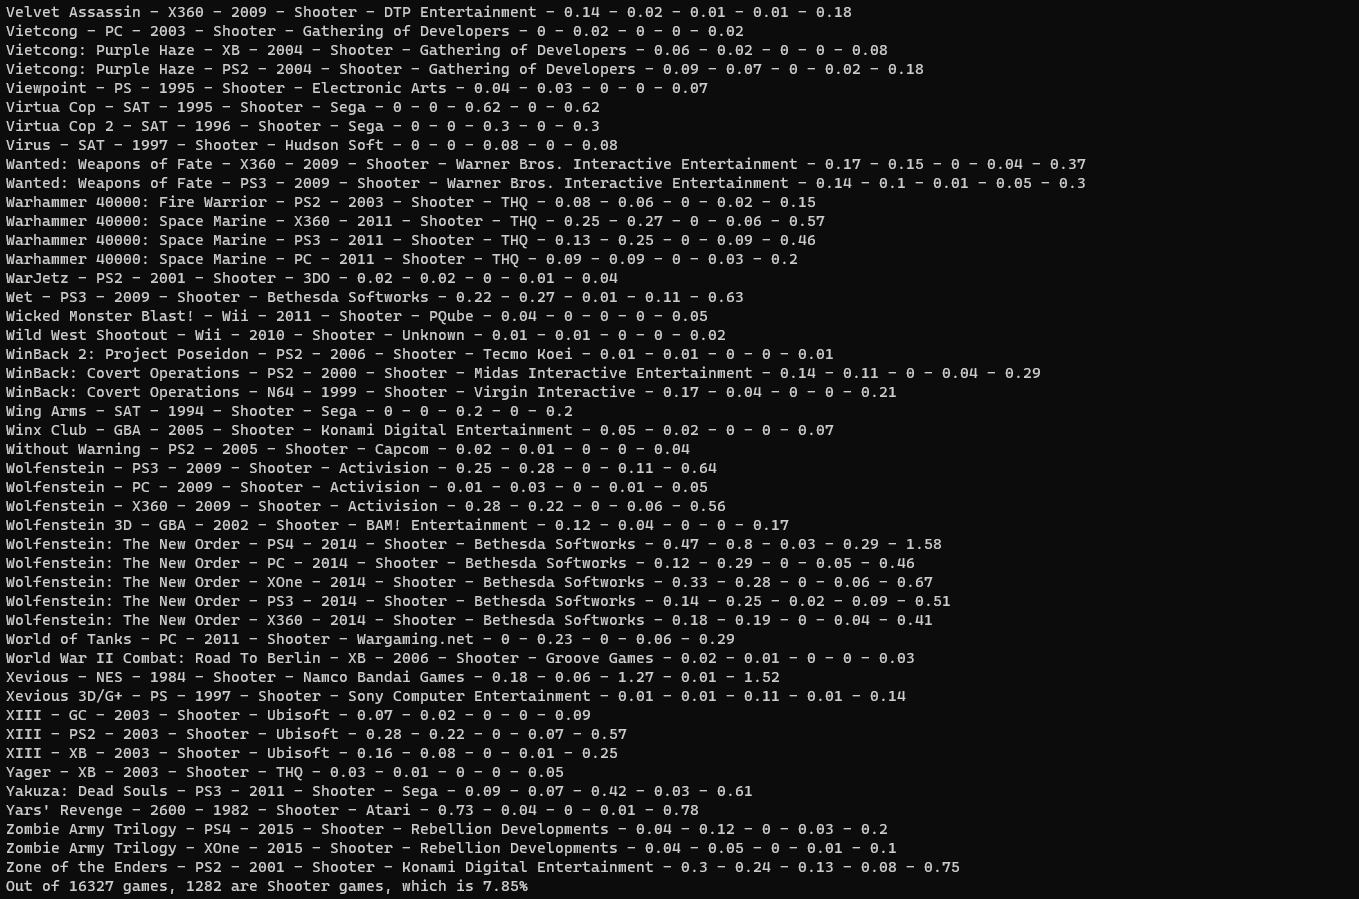 Velvet Assassin - X360 - 2009 - Shooter - DTP Entertainment - 0.14 - 0.02 - 0.01 - 0.01 - 0.18
Vietcong - PC - 2003 - Shooter - Gathering of Developers - 0 - 0.02 - 0 - 0 - 0.02
Vietcong: Purple Haze - XB - 2004 - Shooter - Gathering of Developers - 0.06 - 0.02 - 0 - 0 - 0.08
Vietcong: Purple Haze - PS2 - 2004 - Shooter - Gathering of Developers - 0.09 - 0.07 - 0 - 0.02 - 0.18
Viewpoint - PS - 1995 - Shooter - Electronic Arts - 0.04 - 0.03 - 0 - 0 - 0.07
Virtua Cop - SAT - 1995 - Shooter - Sega - 0 - 0 - 0.62 - 0 - 0.62
Virtua Cop 2 - SAT - 1996 - Shooter - Sega - 0 - 0 - 0.3 - 0 - 0.3
Virus - SAT - 1997 - Shooter - Hudson Soft - 0 - 0 - 0.08 - 0 - 0.08
Wanted: Weapons of Fate - X360 - 2009 - Shooter - Warner Bros. Interactive Entertainment - 0.17 - 0.15 - 0 - 0.04 - 0.37
Wanted: Weapons of Fate - PS3 - 2009 - Shooter - Warner Bros. Interactive Entertainment - 0.14 - 0.1 - 0.01 - 0.05 - 0.3
Warhammer 40000: Fire Warrior - PS2 - 2003 - Shooter - THQ - 0.08 - 0.06 - 0 - 0.02 - 0.15
Warhammer 40000: Space Marine - X360 - 2011 - Shooter - THQ - 0.25 - 0.27 - 0 - 0.06 - 0.57
Warhammer 40000: Space Marine - PS3 - 2011 - Shooter - THQ - 0.13 - 0.25 - 0 - 0.09 - 0.46
Warhammer 40000: Space Marine - PC - 2011 - Shooter - THQ - 0.09 - 0.09 - 0 - 0.03 - 0.2
WarJetz - PS2 - 2001 - Shooter - 3DO - 0.02 - 0.02 - 0 - 0.01 - 0.04
Wet - PS3 - 2009 - Shooter - Bethesda Softworks - 0.22 - 0.27 - 0.01 - 0.11 - 0.63
Wicked Monster Blast! - Wii - 2011 - Shooter - PQube - 0.04 - 0 - 0 - 0 - 0.05
Wild West Shootout - Wii - 2010 - Shooter - Unknown - 0.01 - 0.01 - 0 - 0 - 0.02
WinBack 2: Project Poseidon - PS2 - 2006 - Shooter - Tecmo Koei - 0.01 - 0.01 - 0 - 0 - 0.01
WinBack: Covert Operations - PS2 - 2000 - Shooter - Midas Interactive Entertainment - 0.14 - 0.11 - 0 - 0.04 - 0.29
WinBack: Covert Operations - N64 - 1999 - Shooter - Virgin Interactive - 0.17 - 0.04 - 0 - 0 - 0.21
Wing Arms - SAT - 1994 - Shooter - Sega - 0 - 0 - 0.2 - 0 - 0.2
Winx Club - GBA - 2005 - Shooter - Konami Digital Entertainment - 0.05 - 0.02 - 0 - 0 - 0.07
Without Warning - PS2 - 2005 - Shooter - Capcom - 0.02 - 0.01 - 0 - 0 - 0.04
Wolfenstein - PS3 - 2009 - Shooter - Activision - 0.25 - 0.28 - 0 - 0.11 - 0.64
Wolfenstein - PC - 2009 - Shooter - Activision - 0.01 - 0.03 - 0 - 0.01 - 0.05
Wolfenstein - X360 - 2009 - Shooter - Activision - 0.28 - 0.22 - 0 - 0.06 - 0.56
Wolfenstein 3D - GBA - 2002 - Shooter - BAM! Entertainment - 0.12 - 0.04 - 0 - 0 - 0.17
Wolfenstein: The New Order - PS4 - 2014 - Shooter - Bethesda Softworks - 0.47 - 0.8 - 0.03 - 0.29 - 1.58
Wolfenstein: The New Order - PC - 2014 - Shooter - Bethesda Softworks - 0.12 - 0.29 - 0 - 0.05 - 0.46
Wolfenstein: The New Order - XOne - 2014 - Shooter - Bethesda Softworks - 0.33 - 0.28 - 0 - 0.06 - 0.67
Wolfenstein: The New Order - PS3 - 2014 - Shooter - Bethesda Softworks - 0.14 - 0.25 - 0.02 - 0.09 - 0.51
Wolfenstein: The New Order - X360 - 2014 - Shooter - Bethesda Softworks - 0.18 - 0.19 - 0 - 0.04 - 0.41
World of Tanks - PC - 2011 - Shooter - Wargaming.net - 0 - 0.23 - 0 - 0.06 - 0.29
World War II Combat: Road To Berlin - XB - 2006 - Shooter - Groove Games - 0.02 - 0.01 - 0 - 0 - 0.03
Xevious - NES - 1984 - Shooter - Namco Bandai Games - 0.18 - 0.06 - 1.27 - 0.01 - 1.52
Xevious 3D/G+ - PS - 1997 - Shooter - Sony Computer Entertainment - 0.01 - 0.01 - 0.11 - 0.01 - 0.14
XIII - GC - 2003 - Shooter - Ubisoft - 0.07 - 0.02 - 0 - 0 - 0.09
XIII - PS2 - 2003 - Shooter - Ubisoft - 0.28 - 0.22 - 0 - 0.07 - 0.57
XIII - XB - 2003 - Shooter - Ubisoft - 0.16 - 0.08 - 0 - 0.01 - 0.25
Yager - XB - 2003 - Shooter - THQ - 0.03 - 0.01 - 0 - 0 - 0.05
Yakuza: Dead Souls - PS3 - 2011 - Shooter - Sega - 0.09 - 0.07 - 0.42 - 0.03 - 0.61
Yars' Revenge - 2600 - 1982 - Shooter - Atari - 0.73 - 0.04 - 0 - 0.01 - 0.78
Zombie Army Trilogy - PS4 - 2015 - Shooter - Rebellion Developments - 0.04 - 0.12 - 0 - 0.03 - 0.2
Zombie Army Trilogy - XOne - 2015 - Shooter - Rebellion Developments - 0.04 - 0.05 - 0 - 0.01 - 0.1
Zone of the Enders - PS2 - 2001 - Shooter - Konami Digital Entertainment - 0.3 - 0.24 - 0.13 - 0.08 - 0.75
Out of 16327 games, 1282 are Shooter games, which is 7.85%